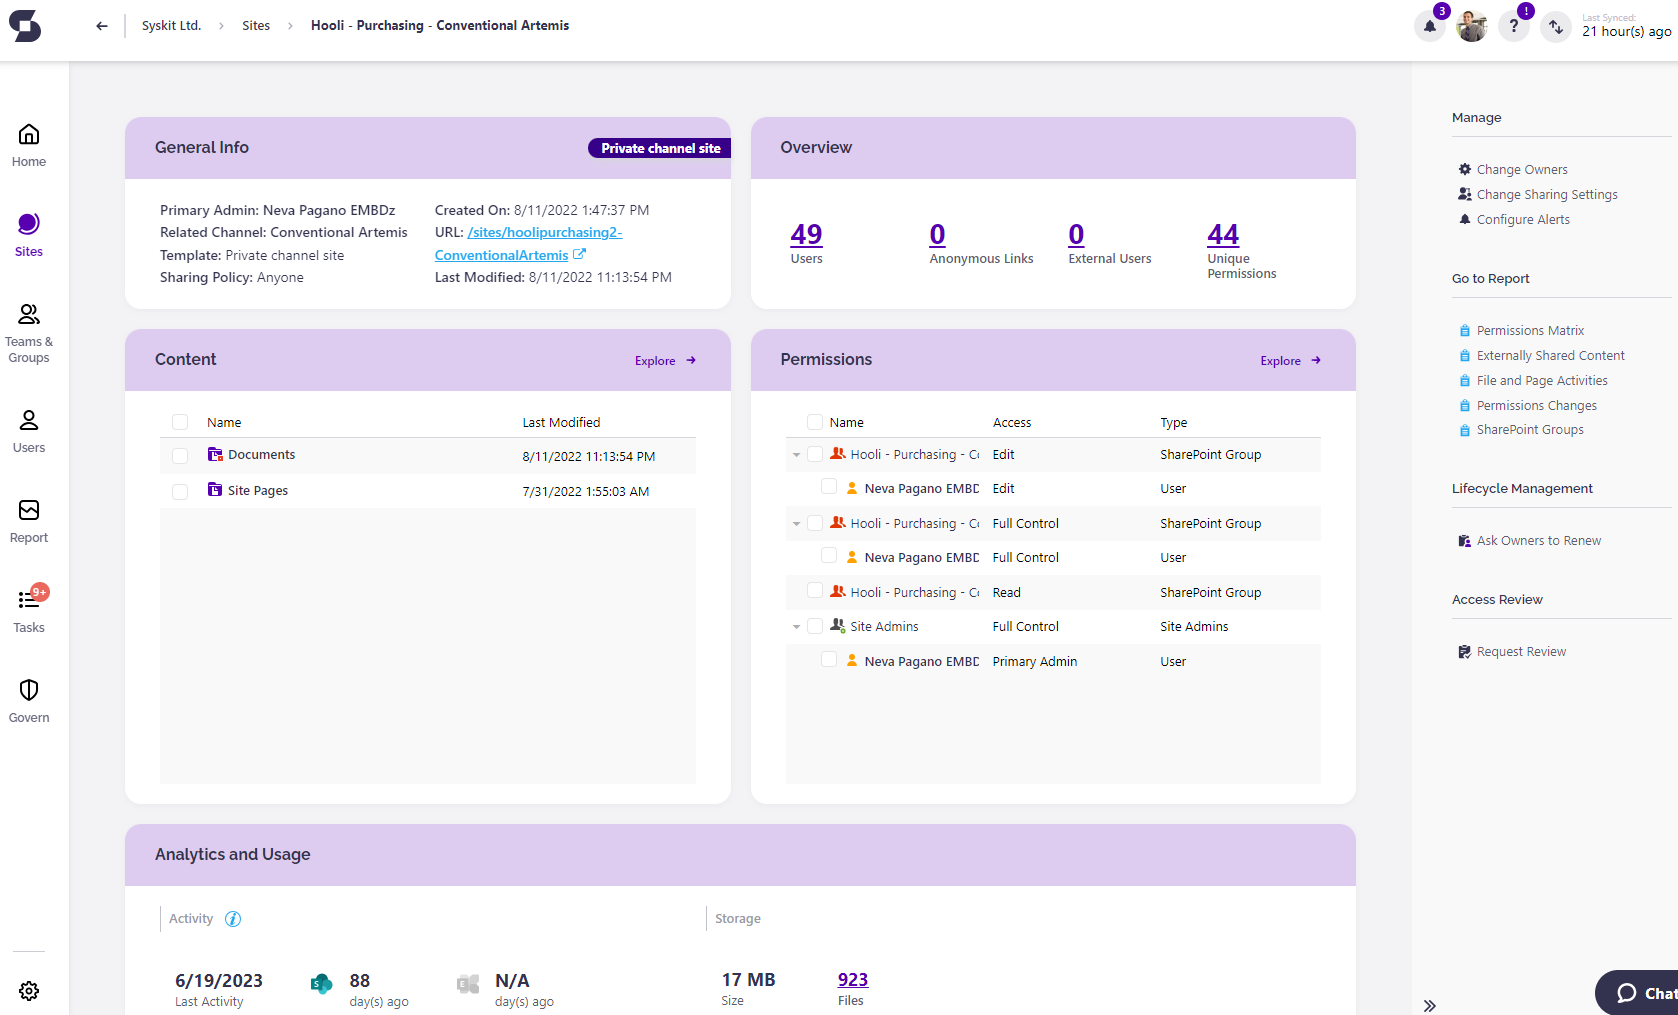 Syskit Ltd. > Sites > Hooli - Purchasing - Conventional Artemis
3
!
?
Last Synced:
21 hour(s) ago
Home
Sites
Teams &
Groups
Users
Report
9+
Tasks
Govern
General Info
Private channel site
Primary Admin: Neva Pagano EMBDz
Related Channel: Conventional Artemis
Template: Private channel site
Sharing Policy: Anyone
Created On: 8/11/2022 1:47:37 PM
URL: /sites/hoolipurchasing2-
ConventionalArtemis
Last Modified: 8/11/2022 11:13:54 PM
Overview
49
Users
0
Anonymous Links
0
External Users
44
Unique
Permissions
Content
Explore
Name Last Modified
Documents 8/11/2022 11:13:54 PM
Site Pages 7/31/2022 1:55:03 AM
Permissions
Explore
Name Access Type
Hooli - Purchasing - Co Edit SharePoint Group
Neva Pagano EMBD Edit User
Hooli - Purchasing - Co Full Control SharePoint Group
Neva Pagano EMBD Full Control User
Hooli - Purchasing - Co Read SharePoint Group
Site Admins Full Control Site Admins
Neva Pagano EMBD Primary Admin User
Analytics and Usage
Activity
6/19/2023
Last Activity
88
day(s) ago
N/A
day(s) ago
Storage
17 MB
Size
923
Files
Manage
Change Owners
Change Sharing Settings
Configure Alerts
Go to Report
Permissions Matrix
Externally Shared Content
File and Page Activities
Permissions Changes
SharePoint Groups
Lifecycle Management
Ask Owners to Renew
Access Review
Request Review
Chat